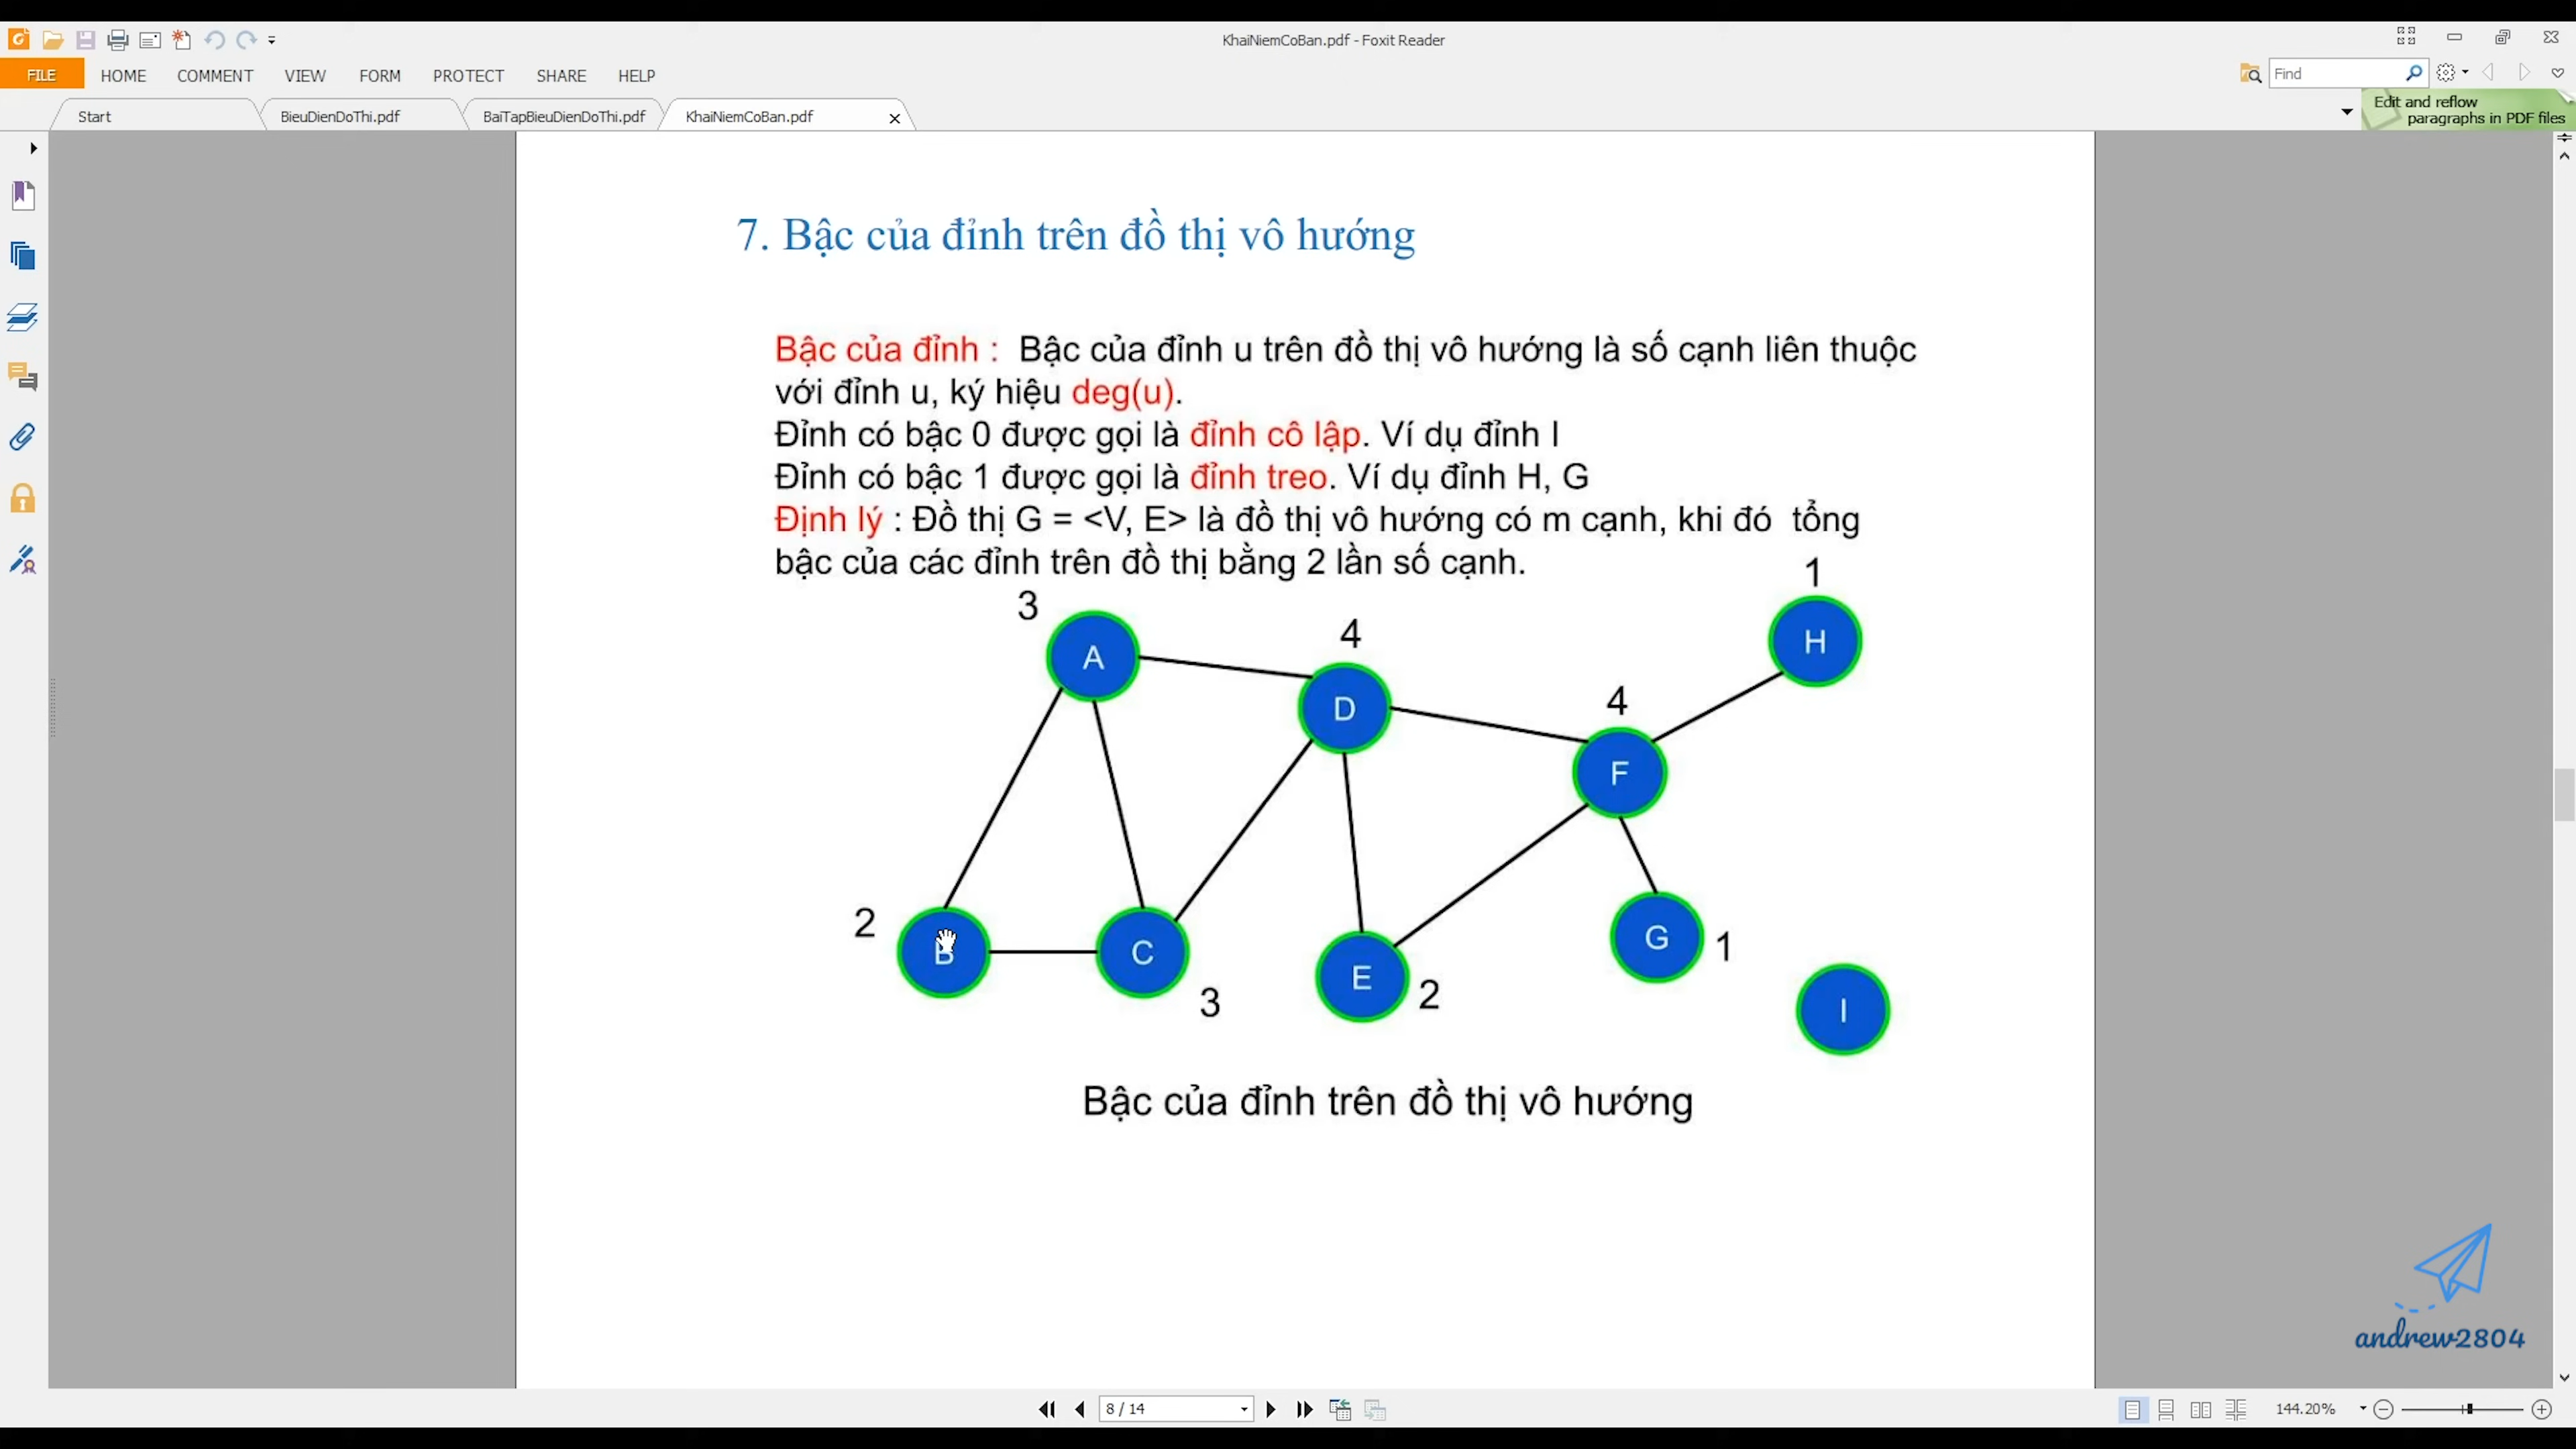 KhaiNiemCoBan.pdf - Foxit Reader
FILE HOME COMMENT VIEW FORM PROTECT SHARE HELP
Find
Start BieuDienDoThi.pdf BaiTapBieuDienDoThi.pdf KhaiNiemCoBan.pdf
Edit and reflow
paragraphs in PDF files
7. Bậc của đỉnh trên đồ thị vô hướng
Bậc của đỉnh : Bậc của đỉnh u trên đồ thị vô hướng là số cạnh liên thuộc
với đỉnh u, ký hiệu deg(u).
Đỉnh có bậc 0 được gọi là đỉnh cô lập. Ví dụ đỉnh I
Đỉnh có bậc 1 được gọi là đỉnh treo. Ví dụ đỉnh H, G
Định lý : Đồ thị G = <V, E> là đồ thị vô hướng có m cạnh, khi đó tổng
bậc của các đỉnh trên đồ thị bằng 2 lần số cạnh.
1
3
4
H
A
4
D
F
2
B
C
G
1
E
2
3
I
Bậc của đỉnh trên đồ thị vô hướng
andrew2804
8 / 14
144.20%